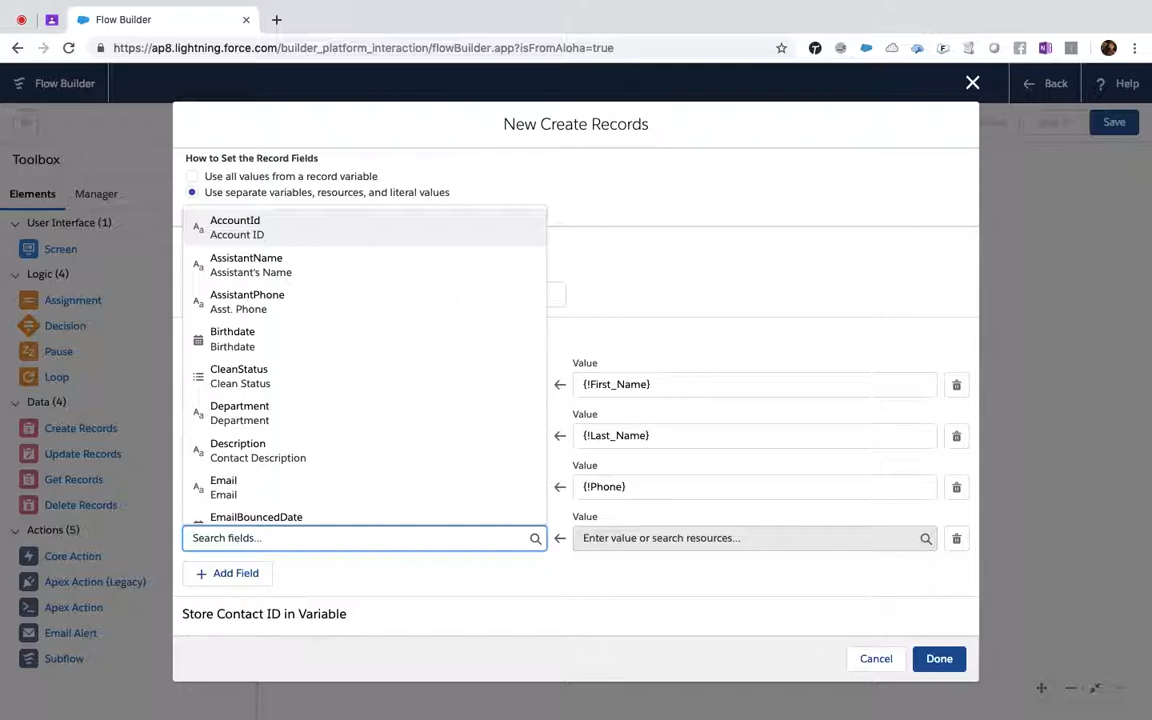 Flow Builder
https://ap8.lightning.force.com/builder_platform_interaction/flowBuilder.app?isFromAloha=true
Flow Builder
Back
Help
New Create Records
Save
Toolbox
Elements
Manager
User Interface (1)
Screen
Logic (4)
Assignment
Decision
Pause
Loop
Data (4)
Create Records
Update Records
Get Records
Delete Records
Actions (5)
Core Action
Apex Action (Legacy)
Apex Action
Email Alert
Subflow
How to Set the Record Fields
Use all values from a record variable
Use separate variables, resources, and literal values
AccountId
Account ID
AssistantName
Assistant's Name
AssistantPhone
Asst. Phone
Birthdate
Birthdate
CleanStatus
Clean Status
Department
Department
Description
Contact Description
Email
Email
EmailBouncedDate
Value
{!First_Name}
Value
{!Last_Name}
Value
{!Phone}
Value
Search fields...
Enter value or search resources...
Add Field
Store Contact ID in Variable
Cancel
Done